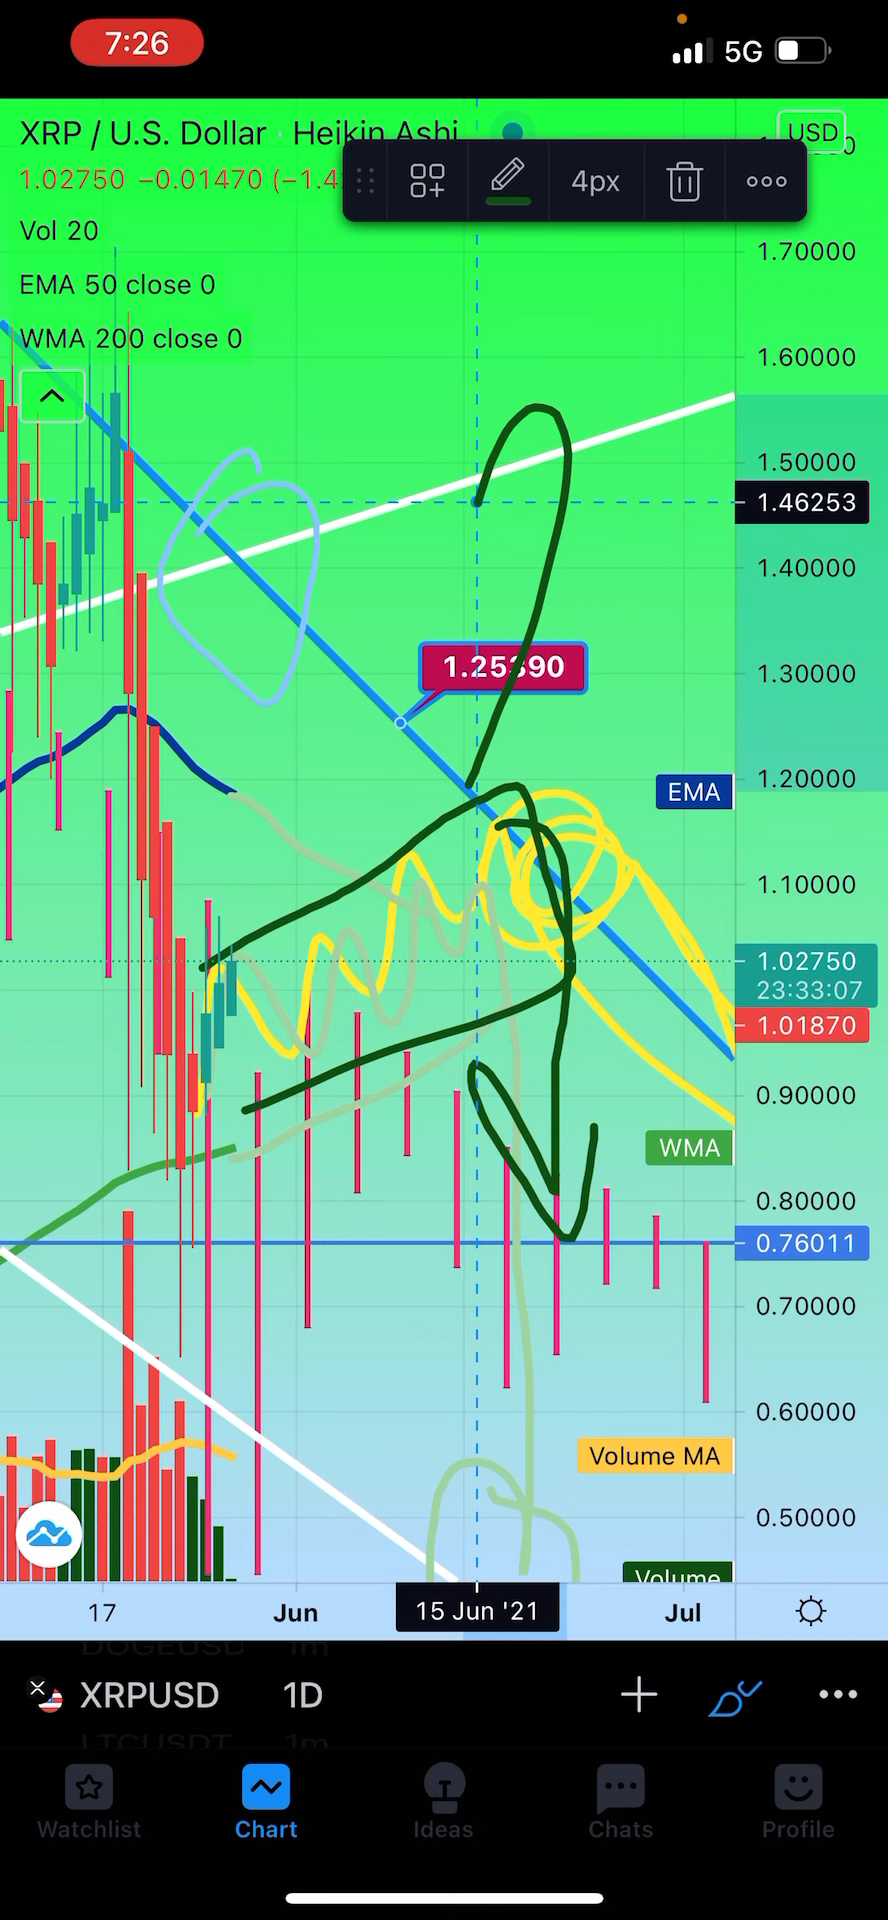 7:26
5G
XRP / U.S. Dollar · Heikin Ashi
USD
1.02750 −0.01470 (−1.4
4px
Vol 20
1.70000
EMA 50 close 0
WMA 200 close 0
1.60000
1.50000
1.46253
1.40000
1.25390
1.30000
1.20000
EMA
1.10000
1.02750
23:33:07
1.01870
0.90000
WMA
0.80000
0.76011
0.70000
0.60000
Volume MA
0.50000
Volume
17
Jun
15 Jun '21
Jul
DOGEUSD 1m
XRPUSD 1D
LTCUSDT 1m
Watchlist
Chart
Ideas
Chats
Profile